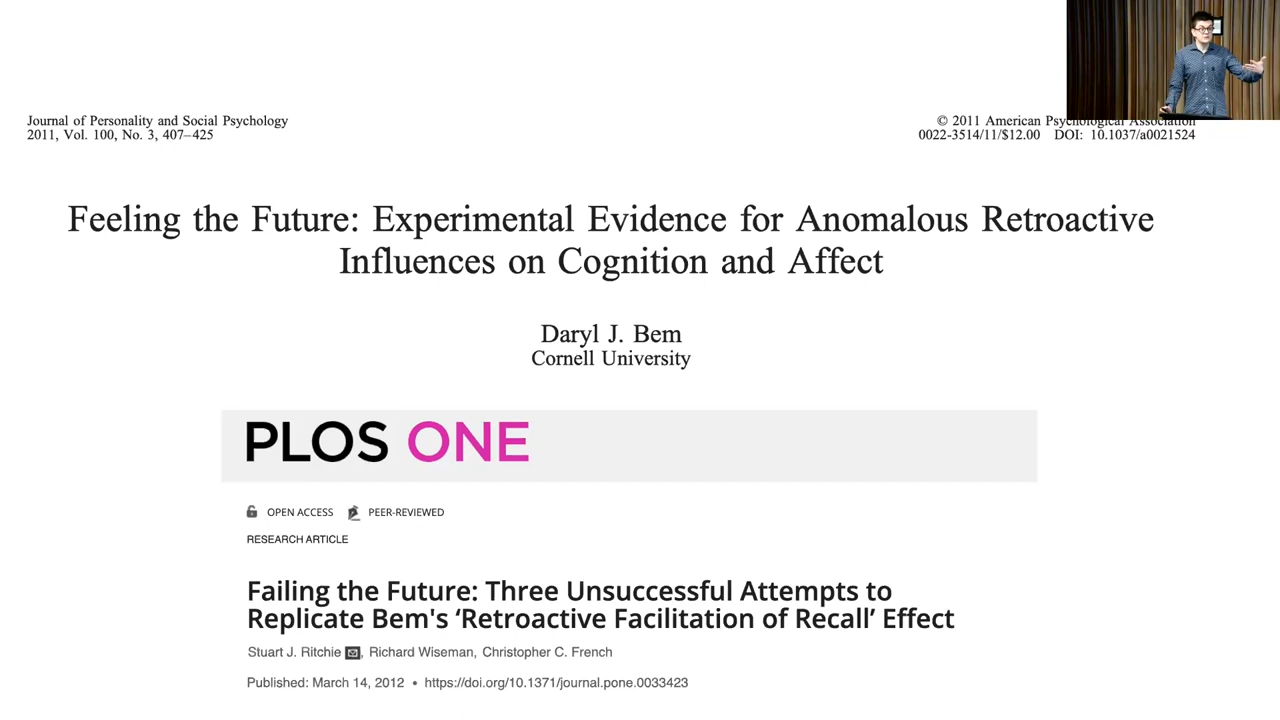 Journal of Personality and Social Psychology
2011, Vol. 100, No. 3, 407–425
© 2011 American Psychological Association
0022-3514/11/$12.00 DOI: 10.1037/a0021524
Feeling the Future: Experimental Evidence for Anomalous Retroactive
Influences on Cognition and Affect
Daryl J. Bem
Cornell University
PLOS ONE
OPEN ACCESS PEER-REVIEWED
RESEARCH ARTICLE
Failing the Future: Three Unsuccessful Attempts to
Replicate Bem's ‘Retroactive Facilitation of Recall’ Effect
Stuart J. Ritchie, Richard Wiseman, Christopher C. French
Published: March 14, 2012 • https://doi.org/10.1371/journal.pone.0033423